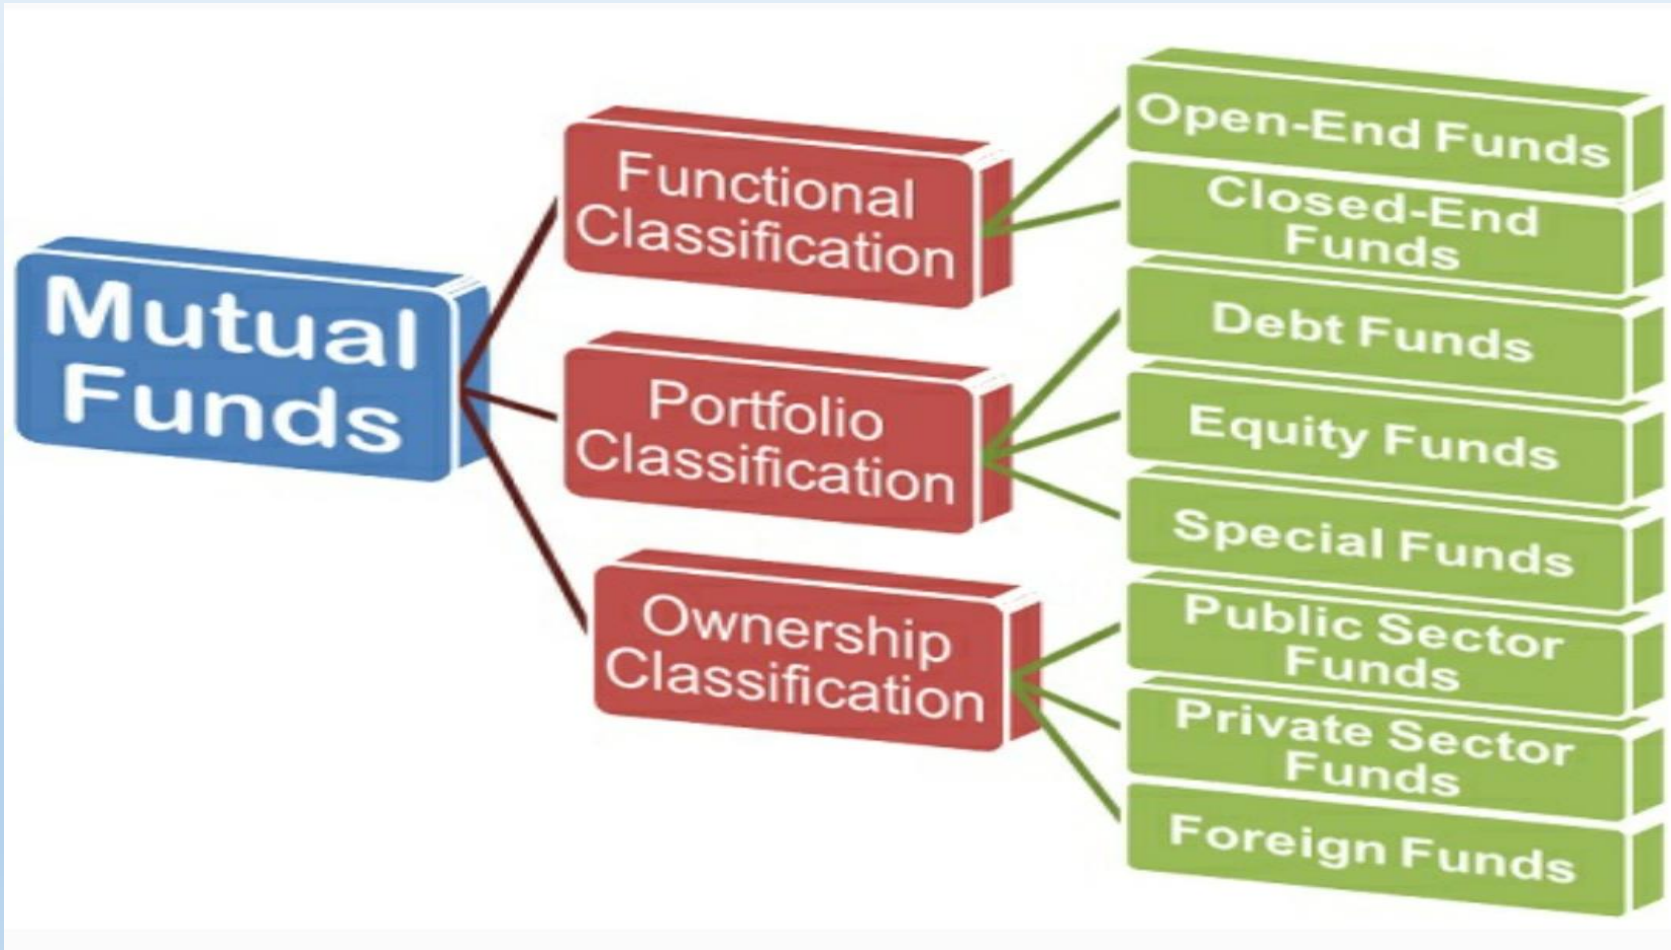 Mutual
Funds
Functional
Classification
Portfolio
Classification
Ownership
Classification
Open-End Funds
Closed-End
Funds
Debt Funds
Equity Funds
Special Funds
Public Sector
Funds
Private Sector
Funds
Foreign Funds